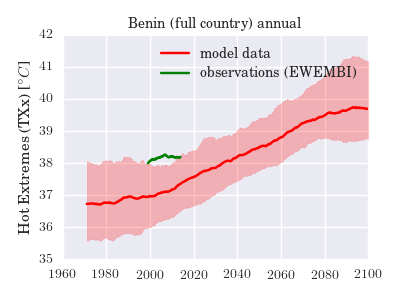 Benin (full country) annual
Hot Extremes (TXx) [°C]
42
41
40
39
38
37
36
35
model data
observations (EWEMBI)
1960 1980 2000 2020 2040 2060 2080 2100